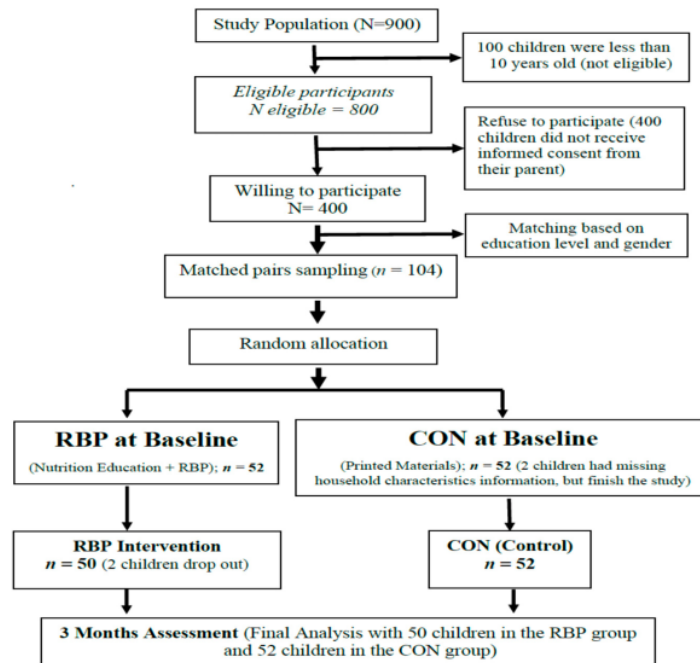 Study Population (N=900)
100 children were less than
10 years old (not eligible)
Eligible participants
N eligible = 800
Refuse to participate (400
children did not receive
informed consent from
their parent)
Willing to participate
N= 400
Matching based on
education level and gender
Matched pairs sampling (n = 104)
Random allocation
RBP at Baseline
(Nutrition Education + RBP); n = 52
CON at Baseline
(Printed Materials); n = 52 (2 children had missing
household characteristics information, but finish the study)
RBP Intervention
n = 50 (2 children drop out)
CON (Control)
n = 52
3 Months Assessment (Final Analysis with 50 children in the RBP group
and 52 children in the CON group)